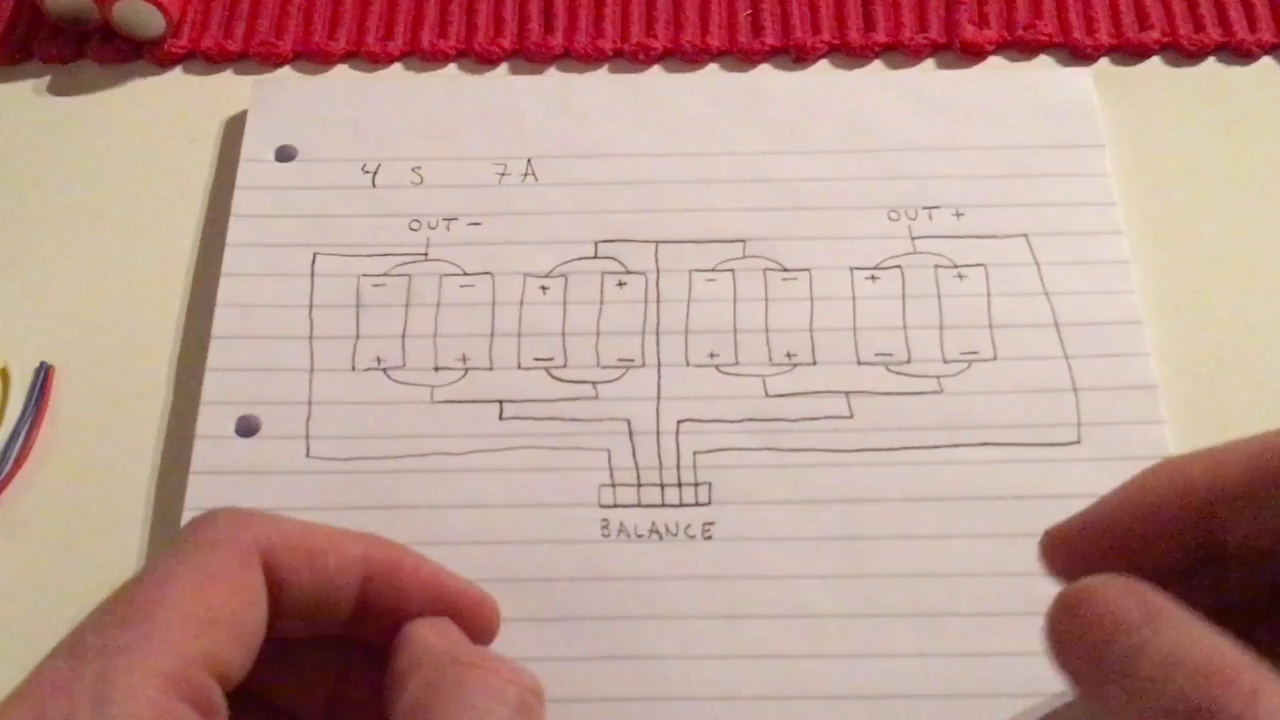 4 S 7A
OUT - OUT +
- - + + - - + +
+ + - - + + - -
BALANCE